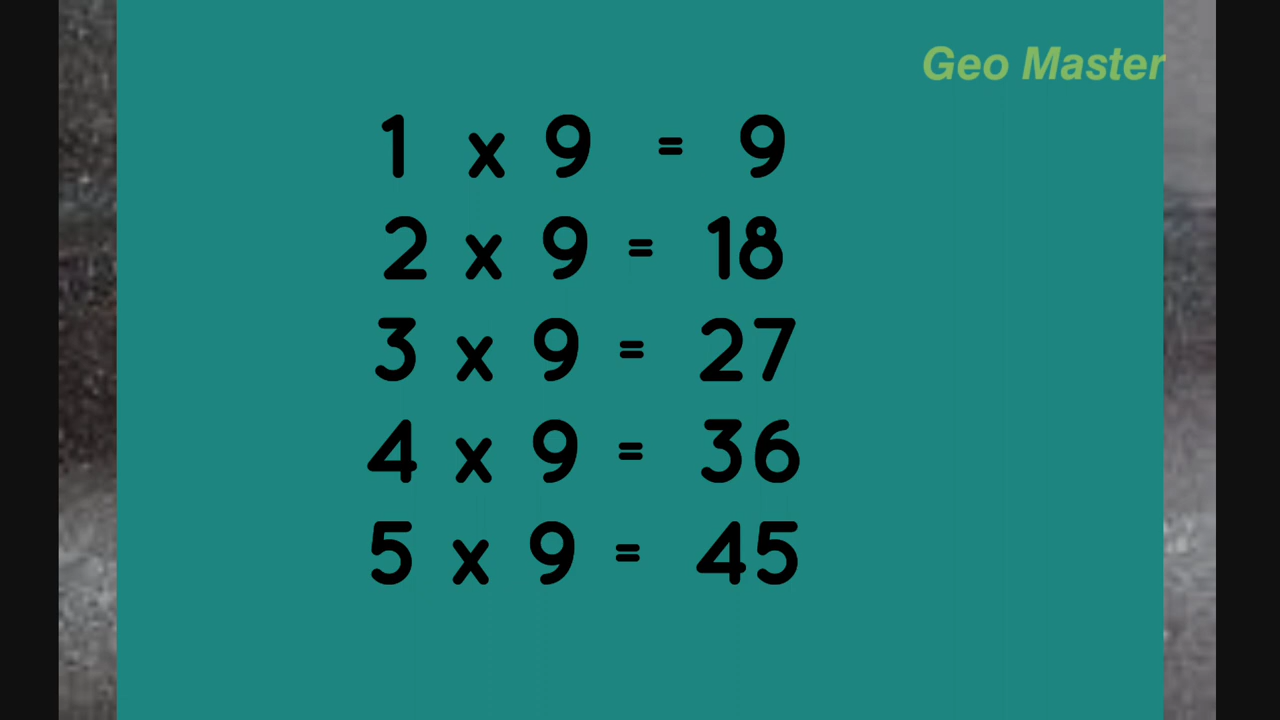 Geo Master
1 x 9 = 9
2 x 9 = 18
3 x 9 = 27
4 x 9 = 36
5 x 9 = 45